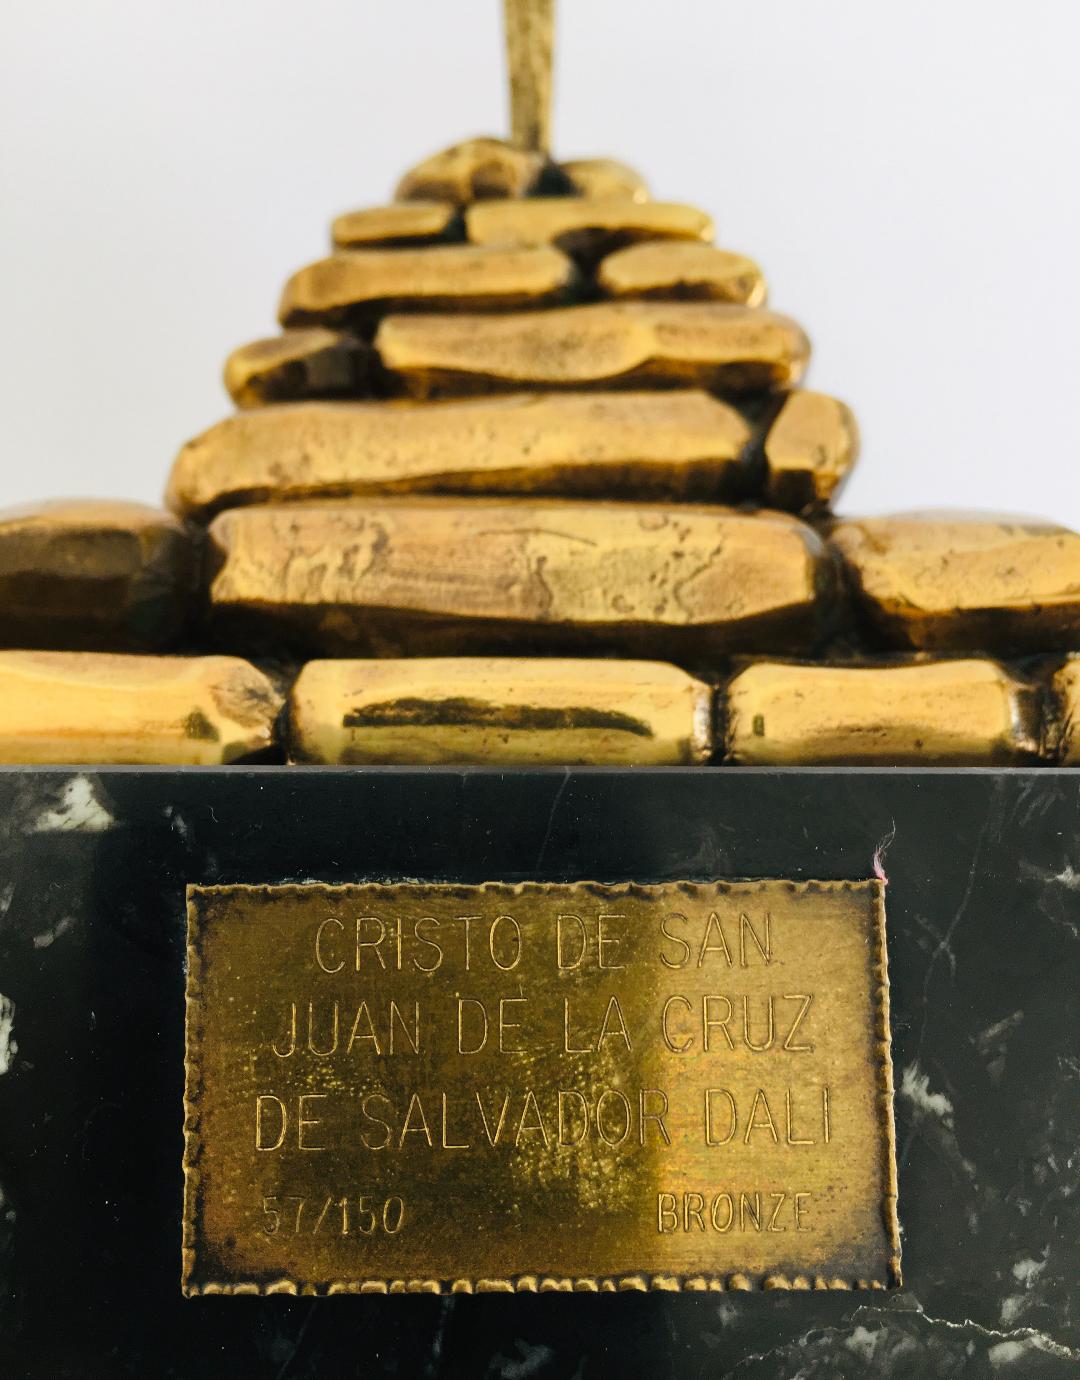 CRISTO DE SAN
JUAN DE LA CRUZ
DE SALVADOR DALI
57/150 BRONZE